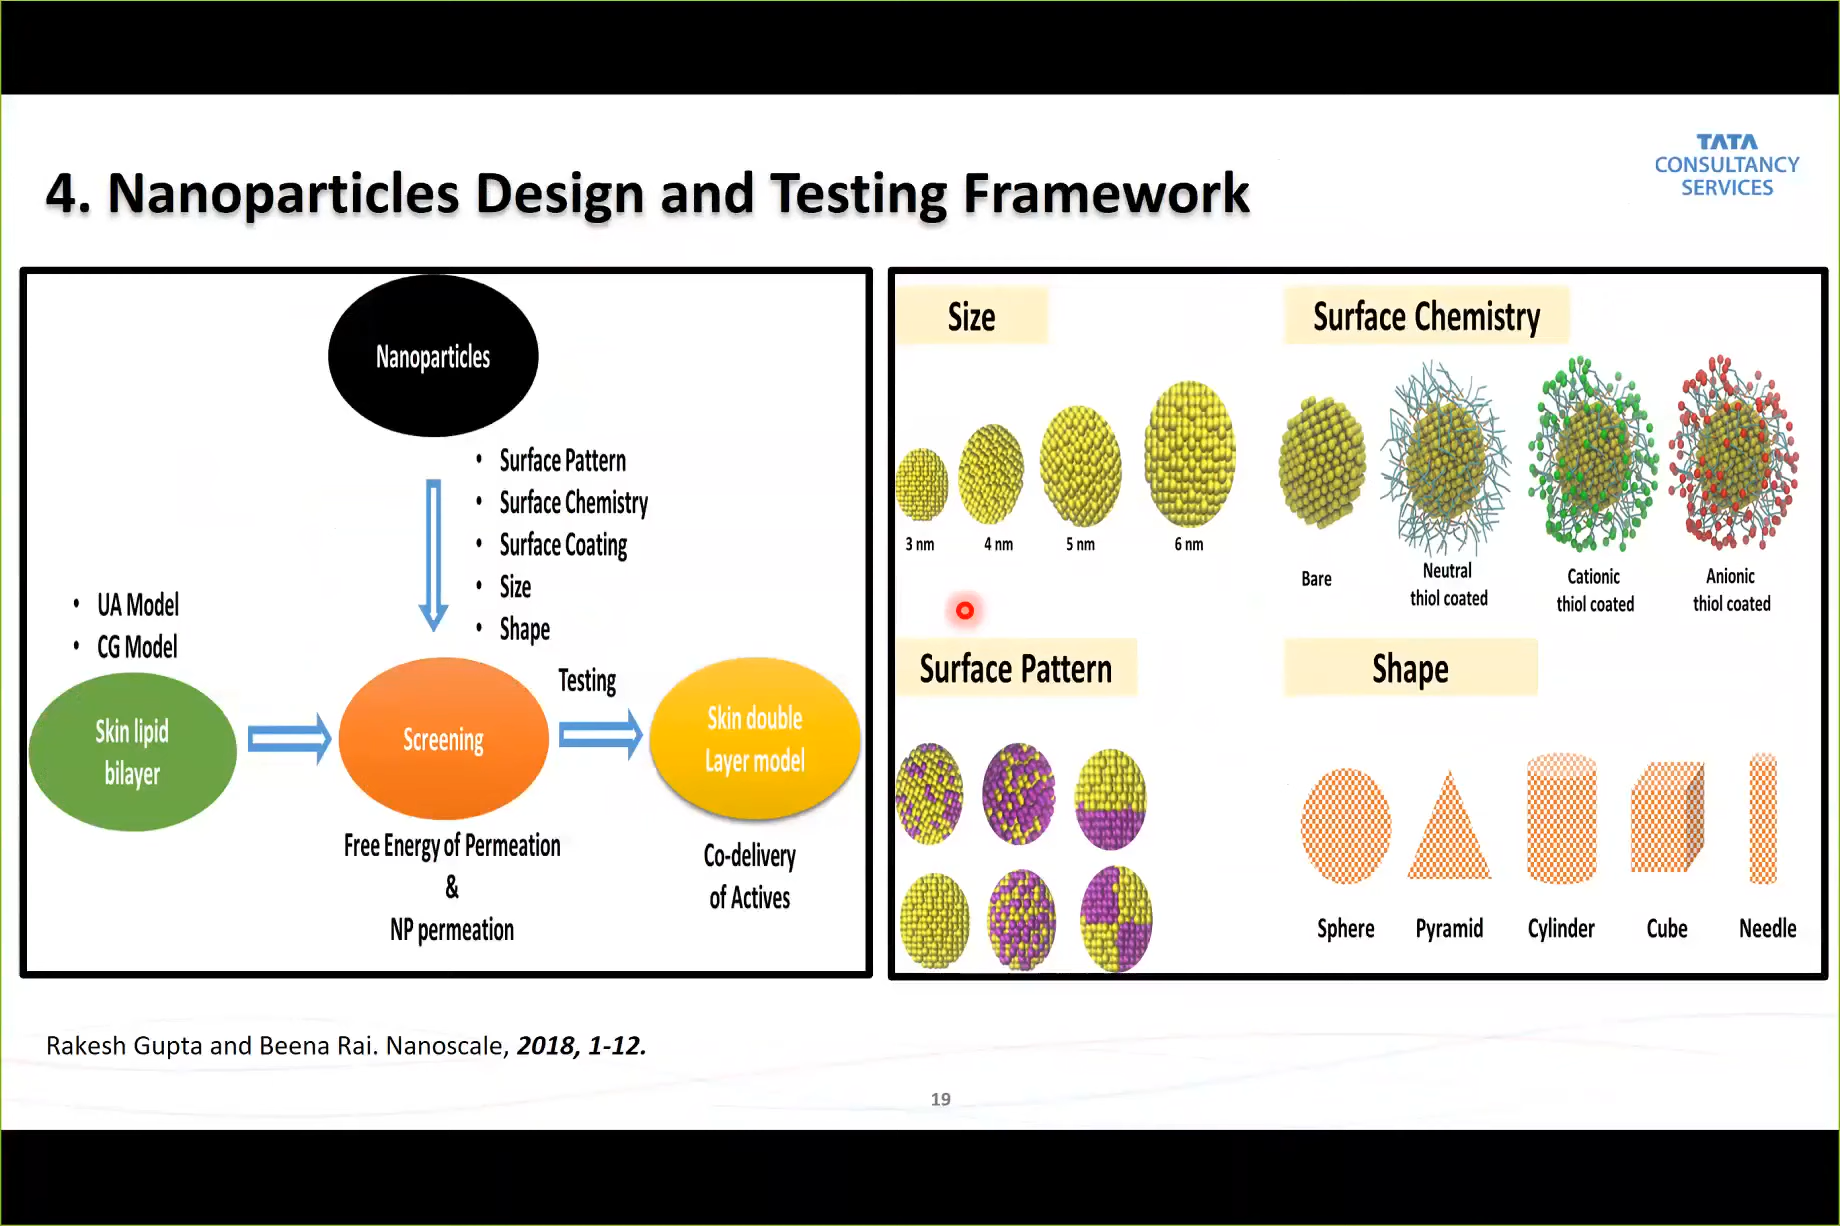 TATA
CONSULTANCY
SERVICES
4. Nanoparticles Design and Testing Framework
Nanoparticles
• Surface Pattern
• Surface Chemistry
• Surface Coating
• Size
• Shape
• UA Model
• CG Model
Skin lipid
bilayer
Screening
Testing
Skin double
Layer model
Free Energy of Permeation
&
NP permeation
Co-delivery
of Actives
Size
3 nm
4 nm
5 nm
6 nm
Surface Chemistry
Bare
Neutral
thiol coated
Cationic
thiol coated
Anionic
thiol coated
Surface Pattern
Shape
Sphere
Pyramid
Cylinder
Cube
Needle
Rakesh Gupta and Beena Rai. Nanoscale, 2018, 1-12.
19